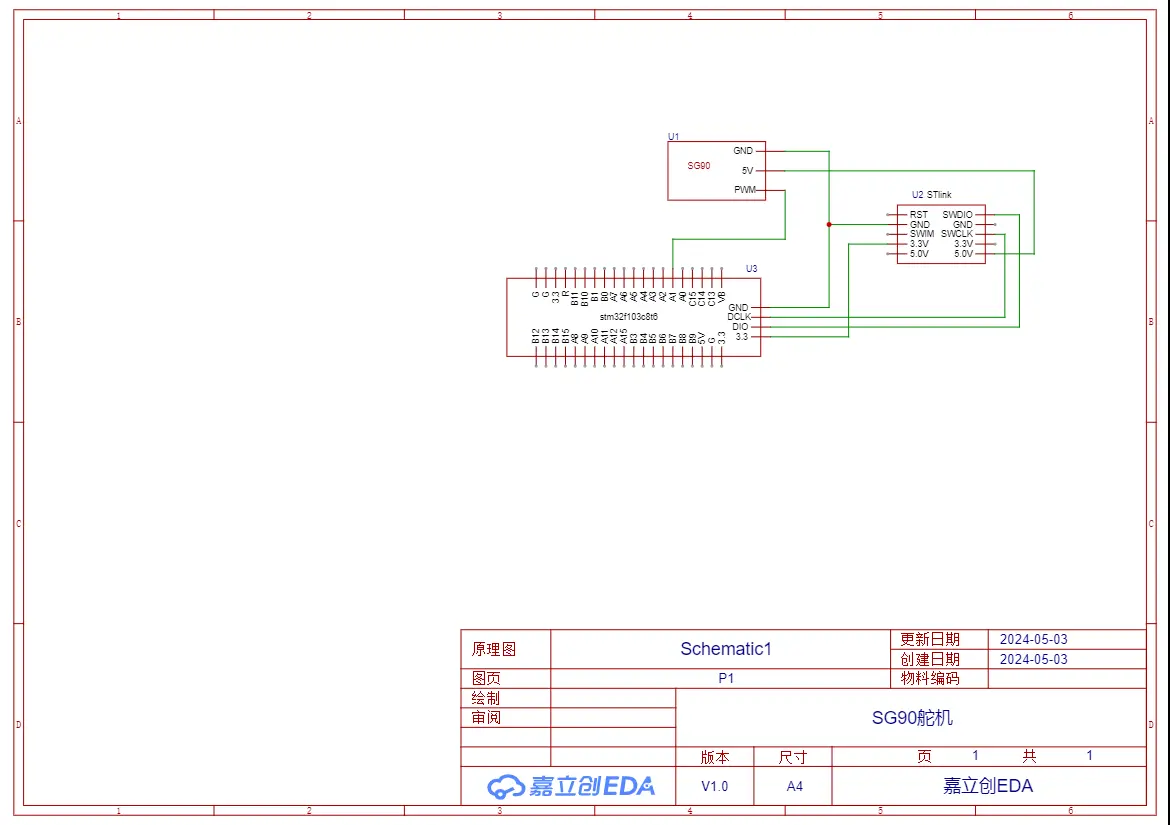 1 2 3 4 5 6
A A
B B
C C
D D
U1
SG90
GND
5V
PWM
U2 STlink
RST SWDIO
GND GND
SWIM SWCLK
3.3V 3.3V
5.0V 5.0V
U3
G G 3.3 R B11 B10 B1 B0 A7 A6 A5 A4 A3 A2 A1 A0 C15 C14 C13 VB
stm32f103c8t6
GND
DCLK
DIO
3.3
B12 B13 B14 B15 A8 A9 A10 A11 A12 A15 B3 B4 B5 B6 B7 B8 B9 5V G 3.3
原理图 Schematic1 更新日期 2024-05-03
创建日期 2024-05-03
图页 P1 物料编码
绘制
审阅
SG90舵机
版本 尺寸 页 1 共 1
嘉立创EDA V1.0 A4 嘉立创EDA
1 2 3 4 5 6